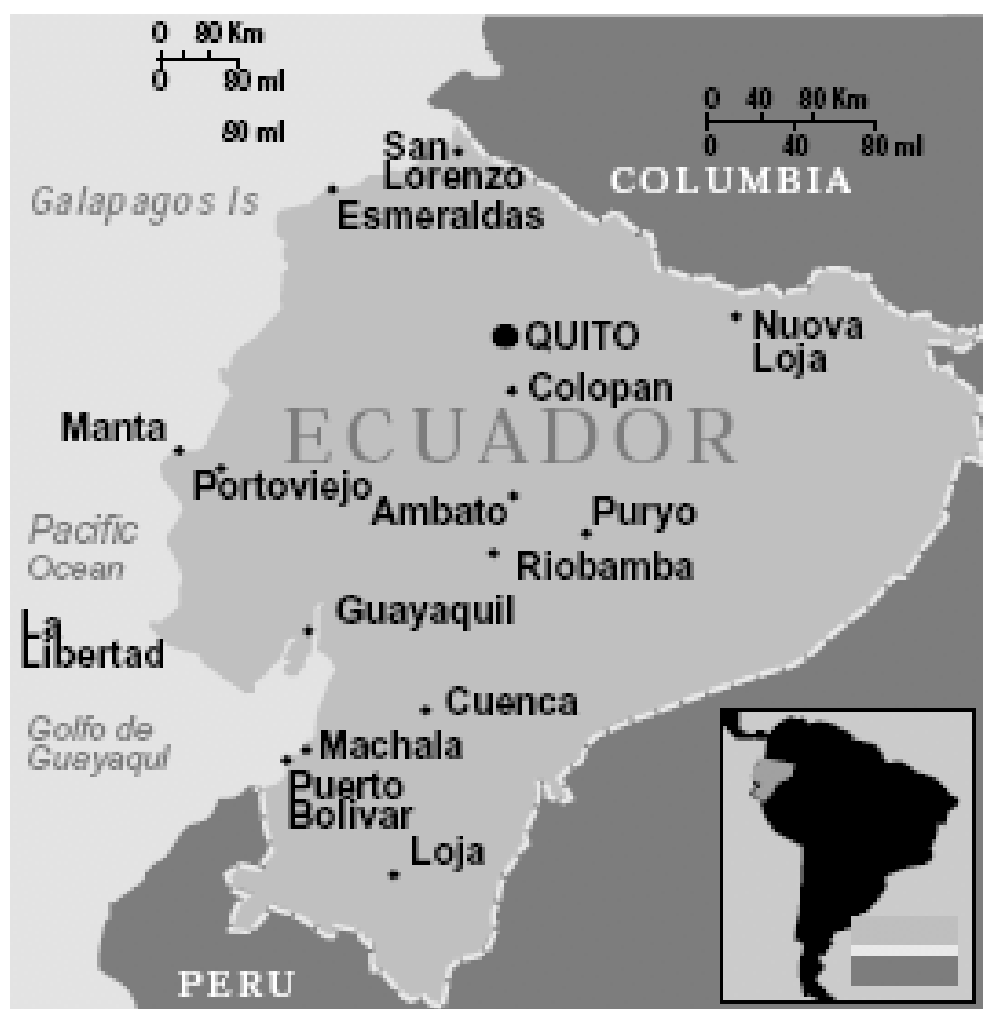 0 80 Km
0 80 ml
80 ml
0 40 80 Km
0 40 80 ml
San
Lorenzo
COLUMBIA
Galapagos Is
Esmeraldas
QUITO
Nuova
Loja
Colopan
ECUADOR
Manta
Portoviejo
Ambato
Puryo
Pacific
Ocean
Riobamba
Guayaquil
La
Libertad
Cuenca
Golfo de
Guayaqul
Machala
Puerto
Bolivar
Loja
PERU